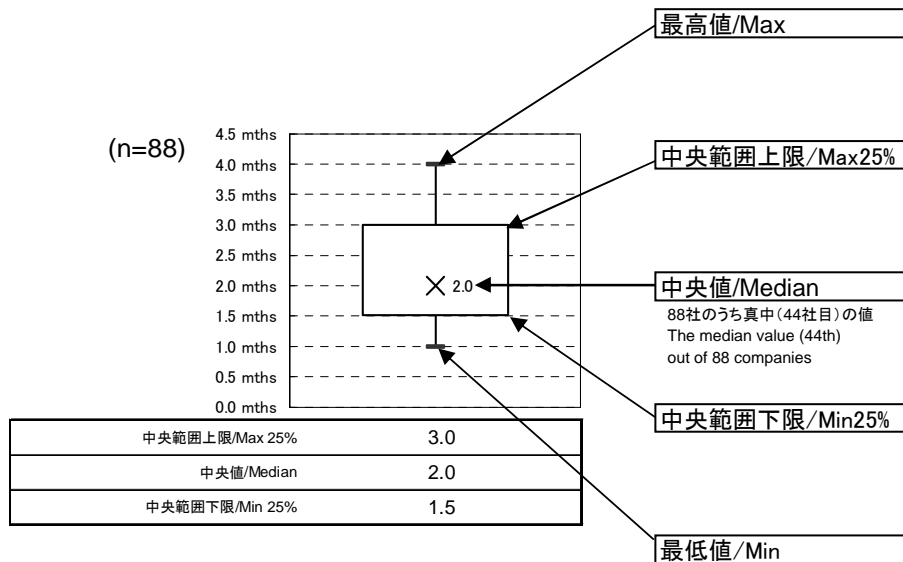 最高値/Max
(n=88)
4.5 mths
4.0 mths
3.5 mths
3.0 mths
2.5 mths
2.0 mths
1.5 mths
1.0 mths
0.5 mths
0.0 mths
2.0
中央範囲上限/Max25%
中央値/Median
88社のうち真中(44社目)の値
The median value (44th)
out of 88 companies
中央範囲下限/Min25%
中央範囲上限/Max 25% 3.0
中央値/Median 2.0
中央範囲下限/Min 25% 1.5
最低値/Min